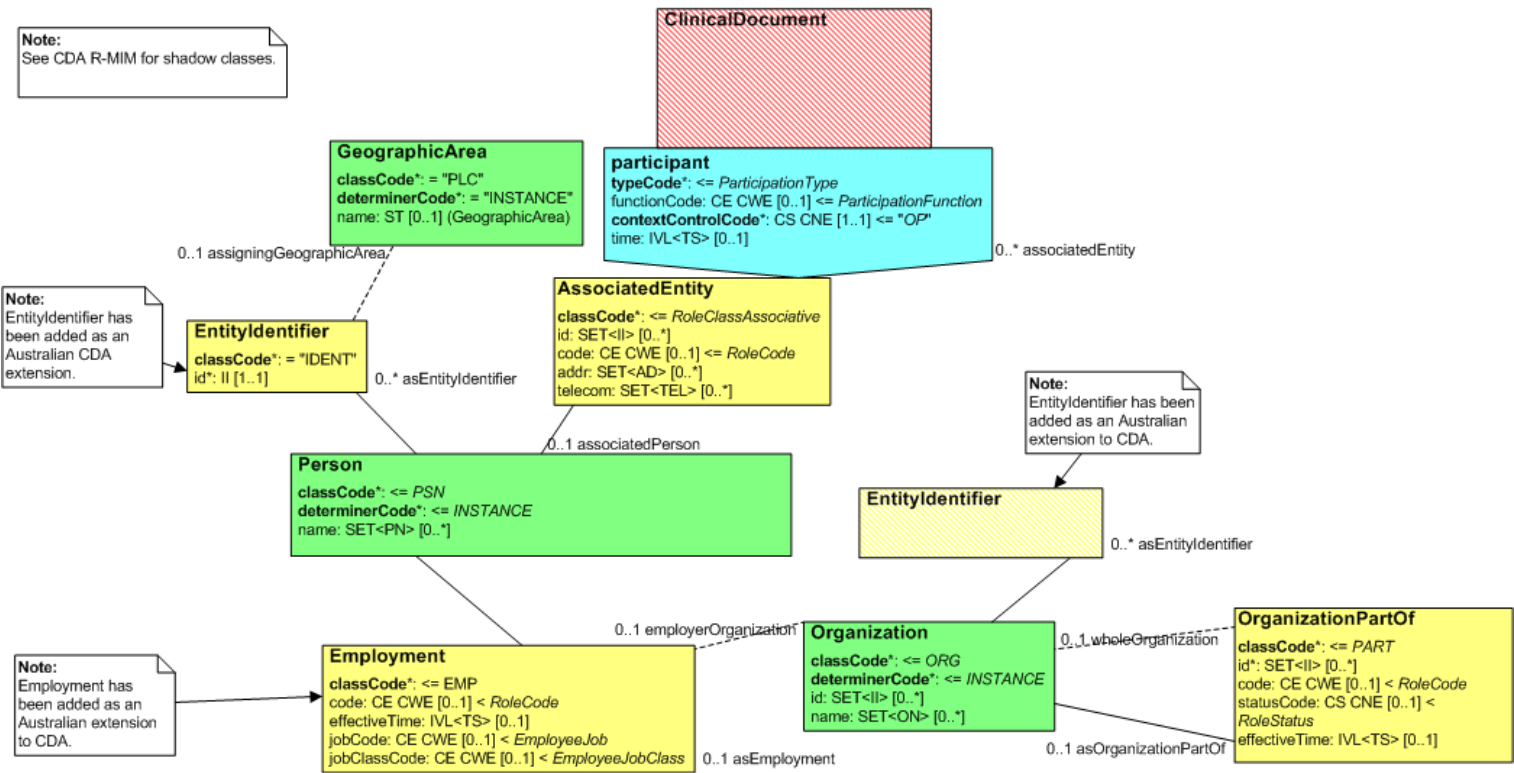 ClinicalDocument
Note:
See CDA R-MIM for shadow classes.
GeographicArea
classCode*: = "PLC"
determinerCode*: = "INSTANCE"
name: ST [0..1] (GeographicArea)
participant
typeCode*: <= ParticipationType
functionCode: CE CWE [0..1] <= ParticipationFunction
contextControlCode*: CS CNE [1..1] <= "OP"
time: IVL<TS> [0..1]
0..1 assigningGeographicArea
0..* associatedEntity
Note:
EntityIdentifier has
been added as an
Australian CDA
extension.
EntityIdentifier
classCode*: = "IDENT"
id*: II [1..1]
0..* asEntityIdentifier
AssociatedEntity
classCode*: <= RoleClassAssociative
id: SET<II> [0..*]
code: CE CWE [0..1] <= RoleCode
addr: SET<AD> [0..*]
telecom: SET<TEL> [0..*]
Note:
EntityIdentifier has been
added as an Australian
extension to CDA.
0..1 associatedPerson
Person
classCode*: <= PSN
determinerCode*: <= INSTANCE
name: SET<PN> [0..*]
EntityIdentifier
0..* asEntityIdentifier
0..1 employerOrganization
Organization
classCode*: <= ORG
determinerCode*: <= INSTANCE
id: SET<II> [0..*]
name: SET<ON> [0..*]
0..1 wholeOrganization
OrganizationPartOf
classCode*: <= PART
id*: SET<II> [0..*]
code: CE CWE [0..1] < RoleCode
statusCode: CS CNE [0..1] <
RoleStatus
effectiveTime: IVL<TS> [0..1]
0..1 asOrganizationPartOf
Note:
Employment has
been added as an
Australian extension
to CDA.
Employment
classCode*: <= EMP
code: CE CWE [0..1] < RoleCode
effectiveTime: IVL<TS> [0..1]
jobCode: CE CWE [0..1] < EmployeeJob
jobClassCode: CE CWE [0..1] < EmployeeJobClass
0..1 asEmployment